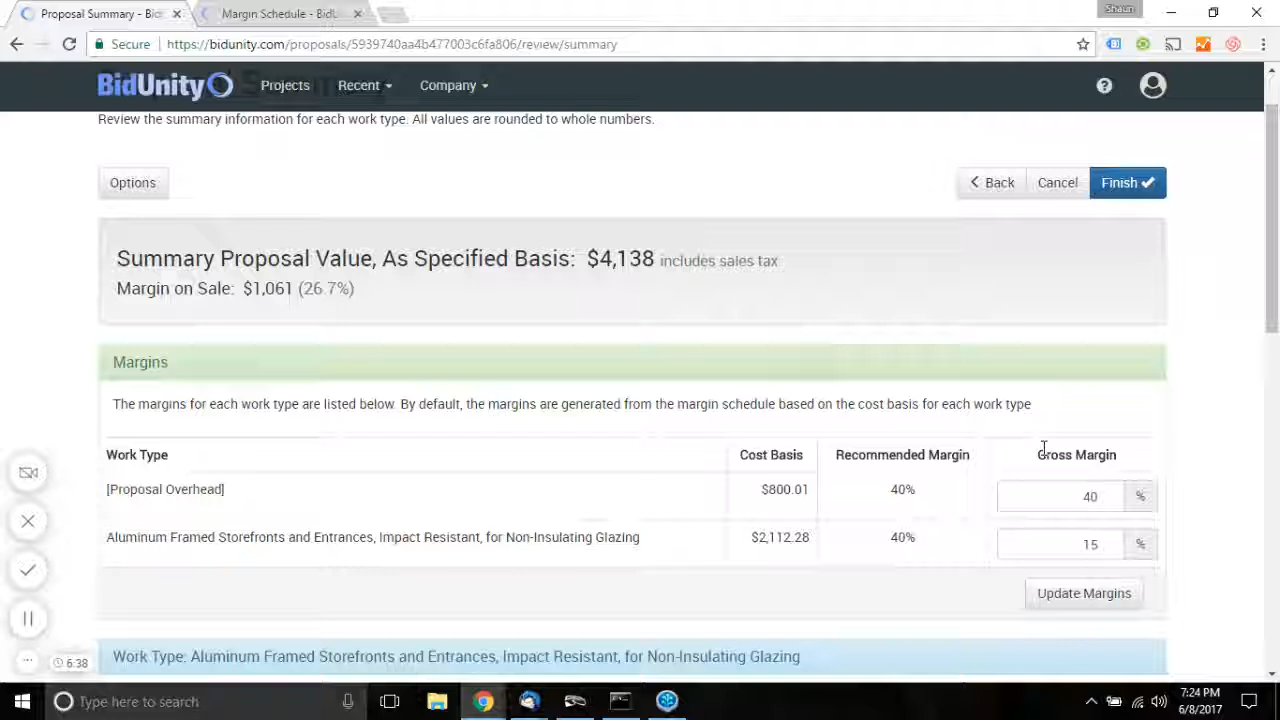 Proposal Summary - Bid
Margin Schedule - BidU
Shaun
Secure https://bidunity.com/proposals/5939740aa4b477003c6fa806/review/summary
BidUnity Projects Recent Company
Review the summary information for each work type. All values are rounded to whole numbers.
Options Back Cancel Finish
Summary Proposal Value, As Specified Basis: $4,138 includes sales tax
Margin on Sale: $1,061 (26.7%)
Margins
The margins for each work type are listed below. By default, the margins are generated from the margin schedule based on the cost basis for each work type
Work Type Cost Basis Recommended Margin Gross Margin
[Proposal Overhead] $800.01 40% 40 %
Aluminum Framed Storefronts and Entrances, Impact Resistant, for Non-Insulating Glazing $2,112.28 40% 15 %
Update Margins
Work Type: Aluminum Framed Storefronts and Entrances, Impact Resistant, for Non-Insulating Glazing
6:38
Type here to search
7:24 PM
6/8/2017